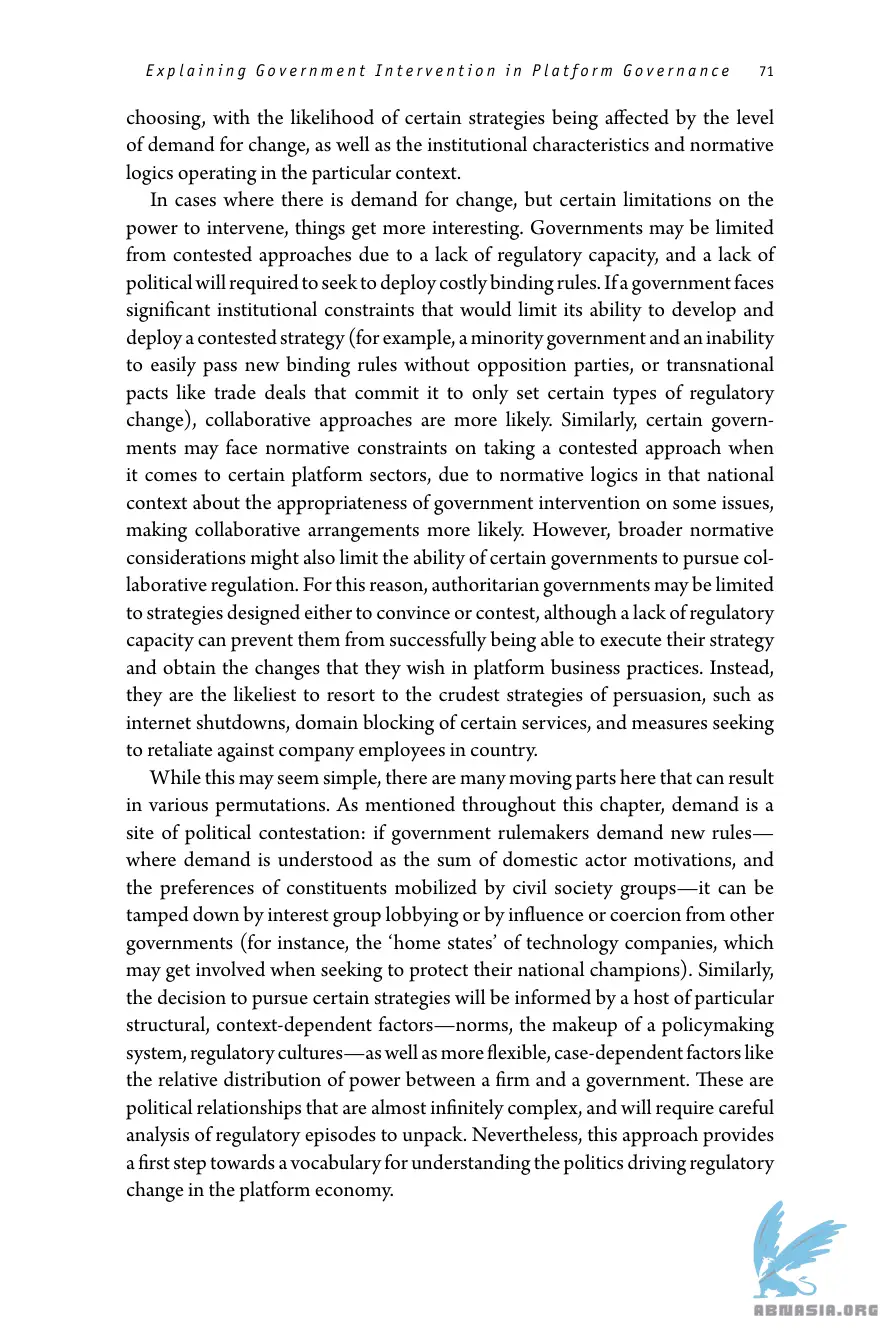 Explaining Government Intervention in Platform Governance 71
choosing, with the likelihood of certain strategies being affected by the level
of demand for change, as well as the institutional characteristics and normative
logics operating in the particular context.
In cases where there is demand for change, but certain limitations on the
power to intervene, things get more interesting. Governments may be limited
from contested approaches due to a lack of regulatory capacity, and a lack of
political will required to seek to deploy costly binding rules. If a government faces
significant institutional constraints that would limit its ability to develop and
deploy a contested strategy (for example, a minority government and an inability
to easily pass new binding rules without opposition parties, or transnational
pacts like trade deals that commit it to only set certain types of regulatory
change), collaborative approaches are more likely. Similarly, certain govern-
ments may face normative constraints on taking a contested approach when
it comes to certain platform sectors, due to normative logics in that national
context about the appropriateness of government intervention on some issues,
making collaborative arrangements more likely. However, broader normative
considerations might also limit the ability of certain governments to pursue col-
laborative regulation. For this reason, authoritarian governments may be limited
to strategies designed either to convince or contest, although a lack of regulatory
capacity can prevent them from successfully being able to execute their strategy
and obtain the changes that they wish in platform business practices. Instead,
they are the likeliest to resort to the crudest strategies of persuasion, such as
internet shutdowns, domain blocking of certain services, and measures seeking
to retaliate against company employees in country.
While this may seem simple, there are many moving parts here that can result
in various permutations. As mentioned throughout this chapter, demand is a
site of political contestation: if government rulemakers demand new rules—
where demand is understood as the sum of domestic actor motivations, and
the preferences of constituents mobilized by civil society groups—it can be
tamped down by interest group lobbying or by influence or coercion from other
governments (for instance, the ‘home states’ of technology companies, which
may get involved when seeking to protect their national champions). Similarly,
the decision to pursue certain strategies will be informed by a host of particular
structural, context-dependent factors—norms, the makeup of a policymaking
system, regulatory cultures—as well as more flexible, case-dependent factors like
the relative distribution of power between a firm and a government. These are
political relationships that are almost infinitely complex, and will require careful
analysis of regulatory episodes to unpack. Nevertheless, this approach provides
a first step towards a vocabulary for understanding the politics driving regulatory
change in the platform economy.
ABNASIA.ORG